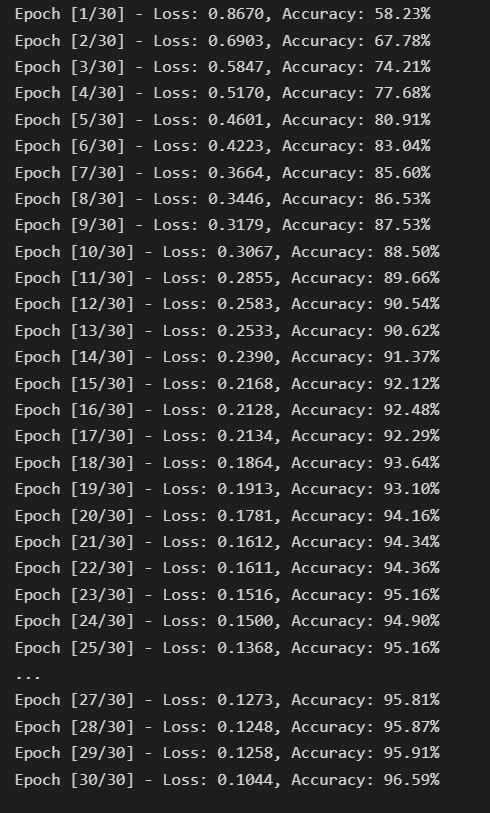 Epoch [1/30] - Loss: 0.8670, Accuracy: 58.23%
Epoch [2/30] - Loss: 0.6903, Accuracy: 67.78%
Epoch [3/30] - Loss: 0.5847, Accuracy: 74.21%
Epoch [4/30] - Loss: 0.5170, Accuracy: 77.68%
Epoch [5/30] - Loss: 0.4601, Accuracy: 80.91%
Epoch [6/30] - Loss: 0.4223, Accuracy: 83.04%
Epoch [7/30] - Loss: 0.3664, Accuracy: 85.60%
Epoch [8/30] - Loss: 0.3446, Accuracy: 86.53%
Epoch [9/30] - Loss: 0.3179, Accuracy: 87.53%
Epoch [10/30] - Loss: 0.3067, Accuracy: 88.50%
Epoch [11/30] - Loss: 0.2855, Accuracy: 89.66%
Epoch [12/30] - Loss: 0.2583, Accuracy: 90.54%
Epoch [13/30] - Loss: 0.2533, Accuracy: 90.62%
Epoch [14/30] - Loss: 0.2390, Accuracy: 91.37%
Epoch [15/30] - Loss: 0.2168, Accuracy: 92.12%
Epoch [16/30] - Loss: 0.2128, Accuracy: 92.48%
Epoch [17/30] - Loss: 0.2134, Accuracy: 92.29%
Epoch [18/30] - Loss: 0.1864, Accuracy: 93.64%
Epoch [19/30] - Loss: 0.1913, Accuracy: 93.10%
Epoch [20/30] - Loss: 0.1781, Accuracy: 94.16%
Epoch [21/30] - Loss: 0.1612, Accuracy: 94.34%
Epoch [22/30] - Loss: 0.1611, Accuracy: 94.36%
Epoch [23/30] - Loss: 0.1516, Accuracy: 95.16%
Epoch [24/30] - Loss: 0.1500, Accuracy: 94.90%
Epoch [25/30] - Loss: 0.1368, Accuracy: 95.16%
...
Epoch [27/30] - Loss: 0.1273, Accuracy: 95.81%
Epoch [28/30] - Loss: 0.1248, Accuracy: 95.87%
Epoch [29/30] - Loss: 0.1258, Accuracy: 95.91%
Epoch [30/30] - Loss: 0.1044, Accuracy: 96.59%